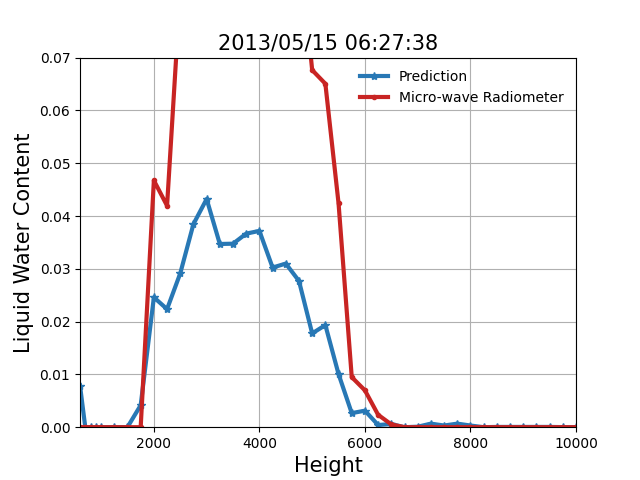 2013/05/15 06:27:38
0.07
0.06
0.05
0.04
0.03
0.02
0.01
0.00
Liquid Water Content
Prediction
Micro-wave Radiometer
2000 4000 6000 8000 10000
Height